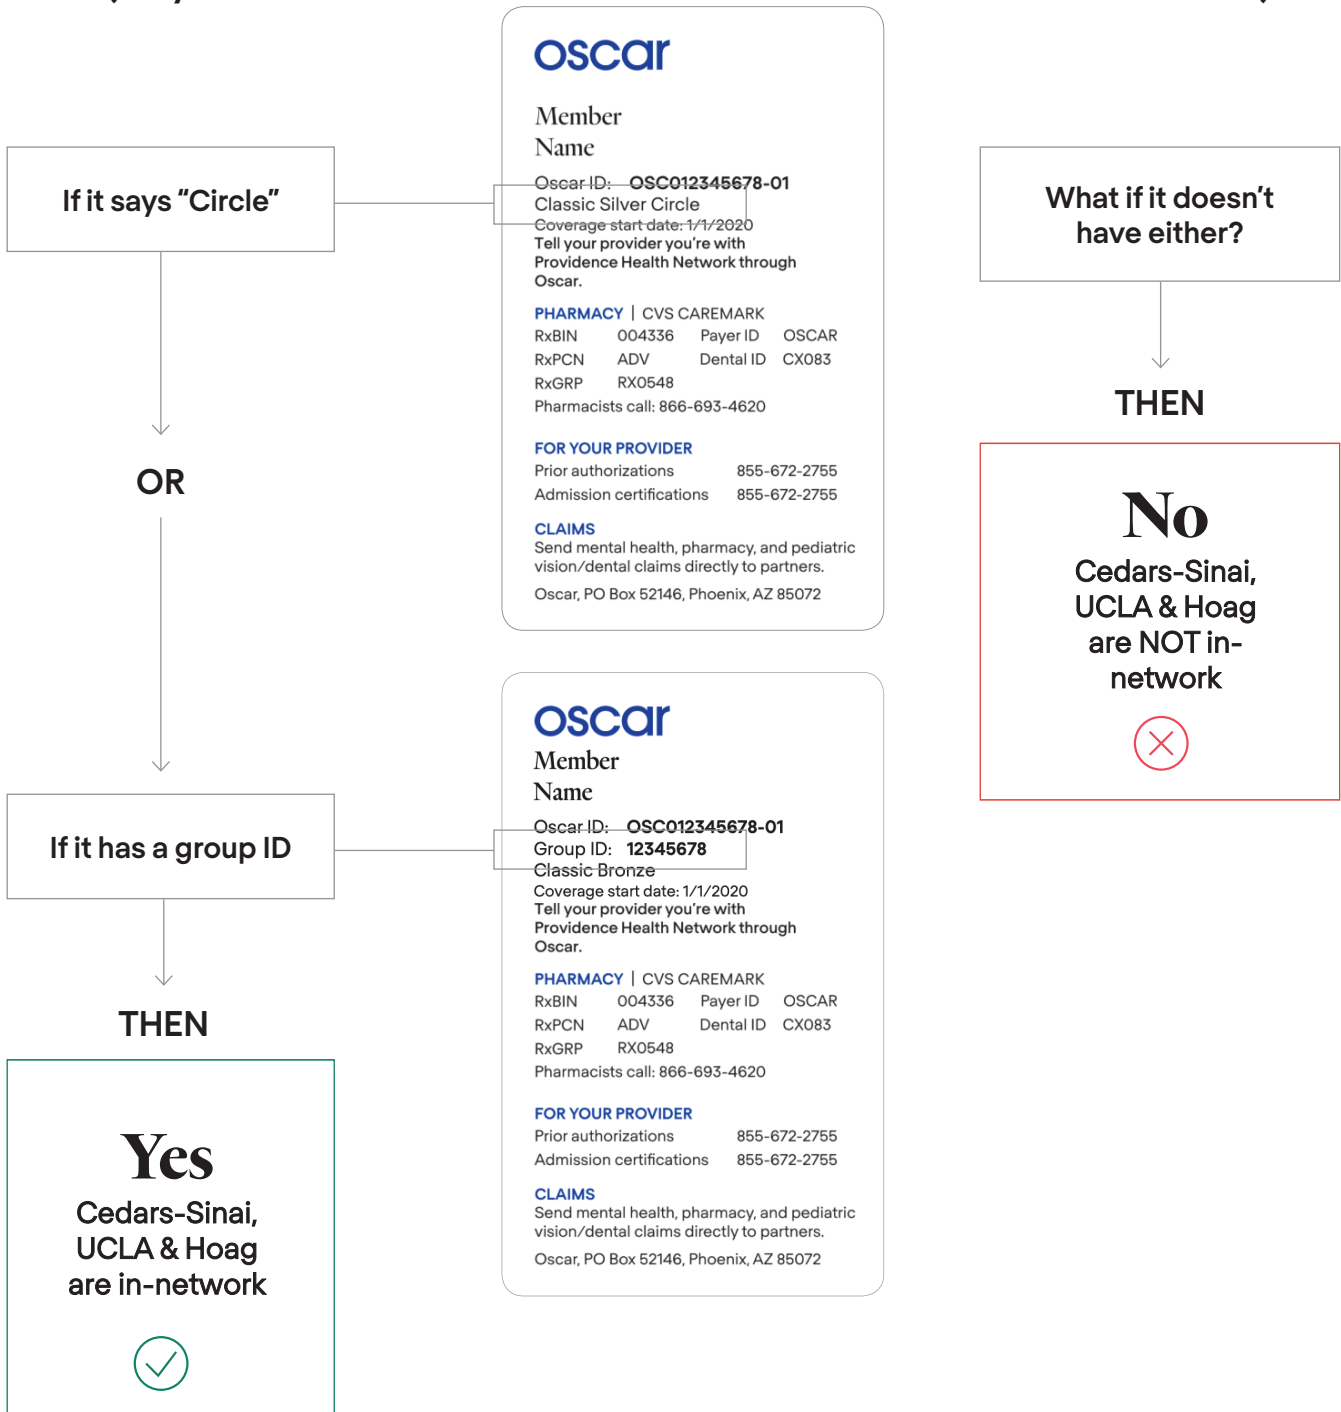 If it says “Circle”
OR
If it has a group ID
THEN
Yes
Cedars-Sinai,
UCLA & Hoag
are in-network
oscar
Member
Name
Oscar ID: OSC012345678-01
Classic Silver Circle
Coverage start date: 1/1/2020
Tell your provider you’re with
Providence Health Network through
Oscar.
PHARMACY | CVS CAREMARK
RxBIN 004336 Payer ID OSCAR
RxPCN ADV Dental ID CX083
RxGRP RX0548
Pharmacists call: 866-693-4620
FOR YOUR PROVIDER
Prior authorizations 855-672-2755
Admission certifications 855-672-2755
CLAIMS
Send mental health, pharmacy, and pediatric
vision/dental claims directly to partners.
Oscar, PO Box 52146, Phoenix, AZ 85072
oscar
Member
Name
Oscar ID: OSC012345678-01
Group ID: 12345678
Classic Bronze
Coverage start date: 1/1/2020
Tell your provider you’re with
Providence Health Network through
Oscar.
PHARMACY | CVS CAREMARK
RxBIN 004336 Payer ID OSCAR
RxPCN ADV Dental ID CX083
RxGRP RX0548
Pharmacists call: 866-693-4620
FOR YOUR PROVIDER
Prior authorizations 855-672-2755
Admission certifications 855-672-2755
CLAIMS
Send mental health, pharmacy, and pediatric
vision/dental claims directly to partners.
Oscar, PO Box 52146, Phoenix, AZ 85072
What if it doesn’t
have either?
THEN
No
Cedars-Sinai,
UCLA & Hoag
are NOT in-
network